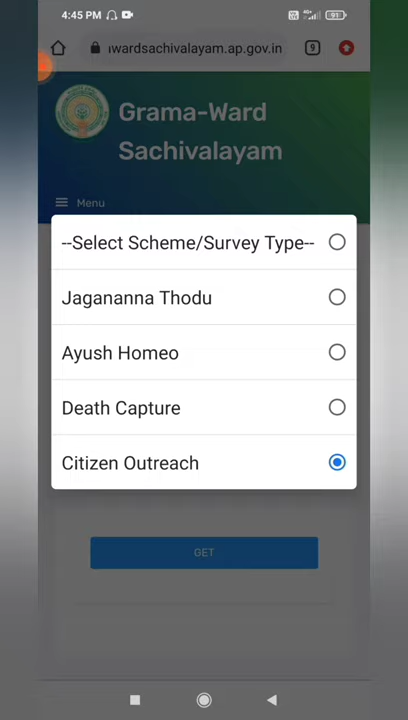 4:45 PM
ıwardsachivalayam.ap.gov.in
9
Grama-Ward
Sachivalayam
Menu
--Select Scheme/Survey Type--
Jagananna Thodu
Ayush Homeo
Death Capture
Citizen Outreach
GET